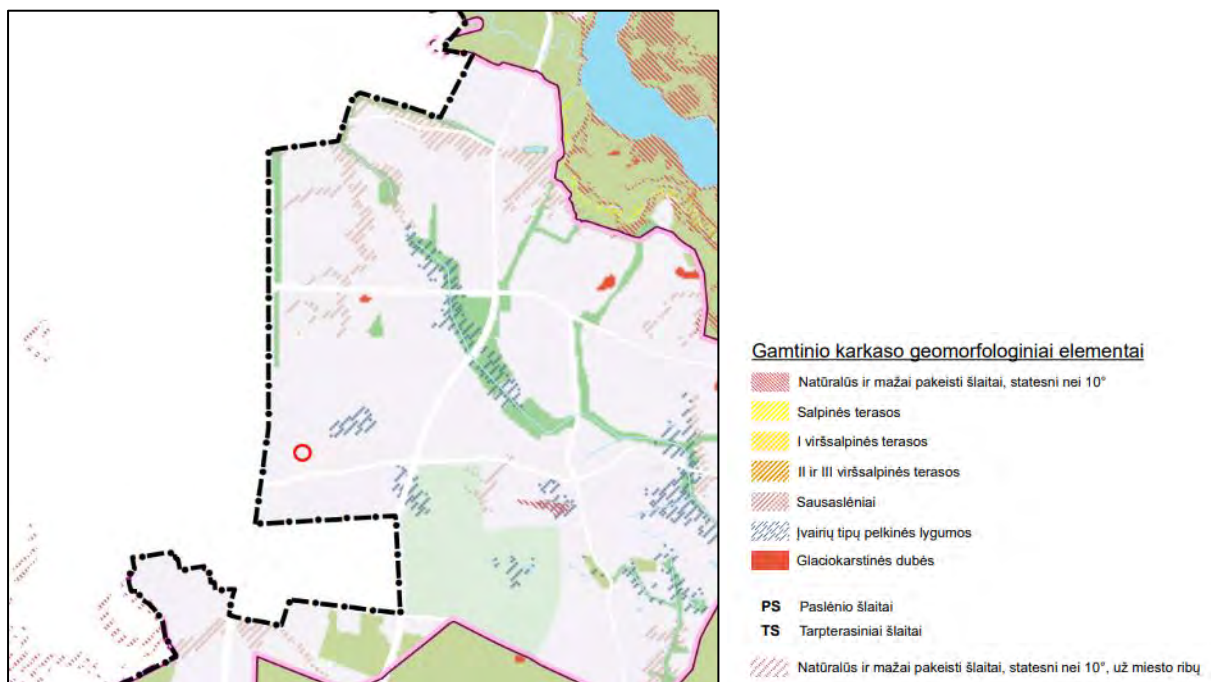 Gamtinio karkaso geomorfologiniai elementai
Natūralūs ir mažai pakeisti šlaitai, statesni nei 10°
Salpinės terasos
I viršsalpinės terasos
II ir III viršsalpinės terasos
Sausaslėniai
Įvairių tipų pelkinės lygumos
Glaciokarstinės dubės
PS Paslėnio šlaitai
TS Tarpterasiniai šlaitai
Natūralūs ir mažai pakeisti šlaitai, statesni nei 10°, už miesto ribų